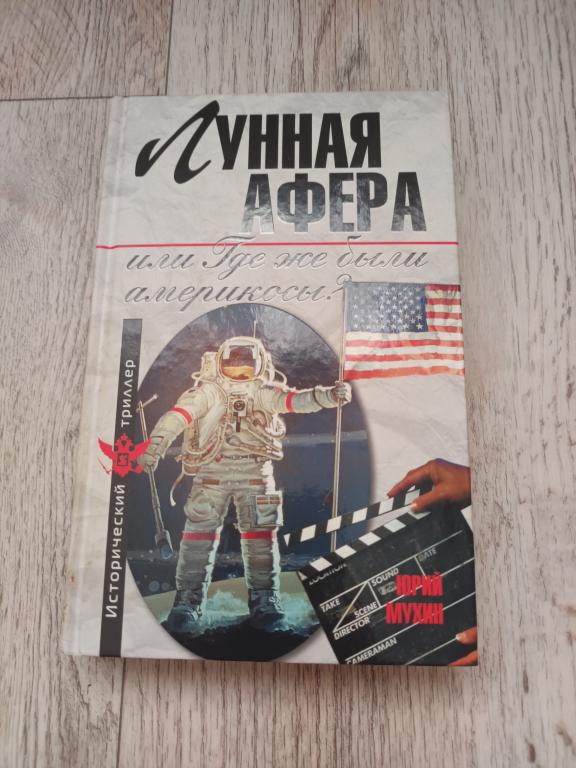 Лунная
АФЕРА
или Где же были
америкосы?
Исторический триллер
LOCATION
SOUND
DATE
TAKE
SCENE
DIRECTOR
CAMERAMAN
ЮРИЙ
МУХИН